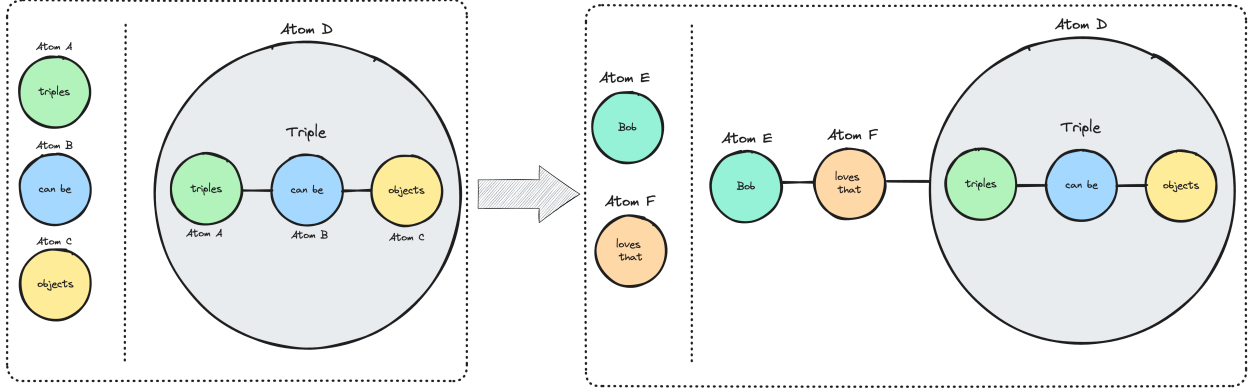 Atom A
triples
Atom B
can be
Atom C
objects
Atom D
Triple
triples
can be
objects
Atom A
Atom B
Atom C
Atom E
Bob
Atom F
loves
that
Atom D
Triple
Atom E
Atom F
Bob
loves
that
triples
can be
objects